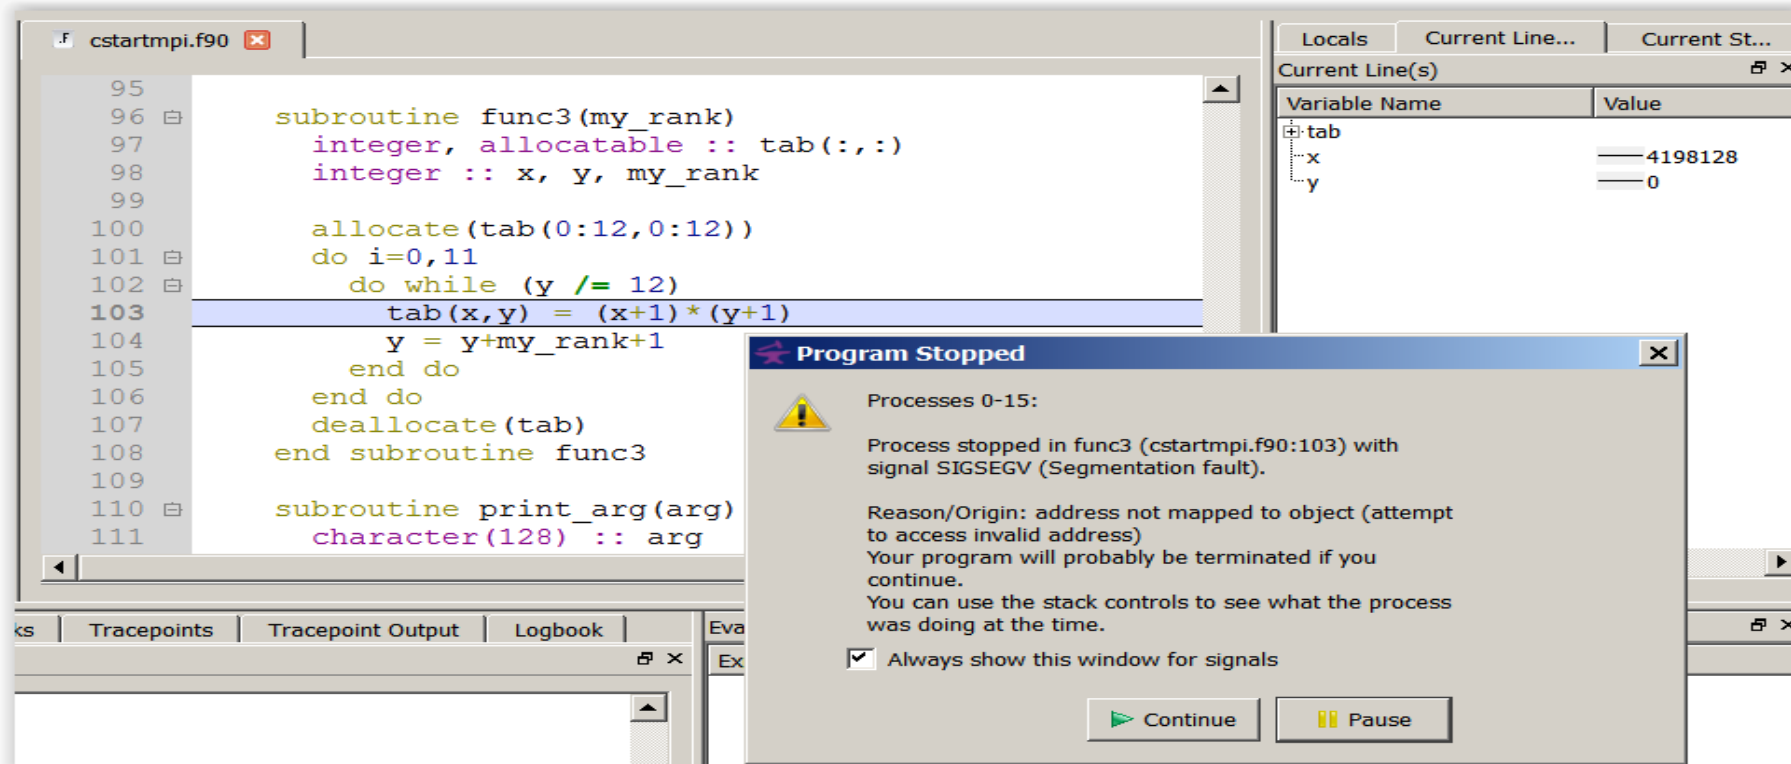 .F cstartmpi.f90
95
96 subroutine func3(my_rank)
97 integer, allocatable :: tab(:,:)
98 integer :: x, y, my_rank
99
100 allocate(tab(0:12,0:12))
101 do i=0,11
102 do while (y /= 12)
103 tab(x,y) = (x+1)*(y+1)
104 y = y+my_rank+1
105 end do
106 end do
107 deallocate(tab)
108 end subroutine func3
109
110 subroutine print_arg(arg)
111 character(128) :: arg
Locals Current Line... Current St...
Current Line(s)
Variable Name Value
tab
x 4198128
y 0
Program Stopped
Processes 0-15:
Process stopped in func3 (cstartmpi.f90:103) with
signal SIGSEGV (Segmentation fault).
Reason/Origin: address not mapped to object (attempt
to access invalid address)
Your program will probably be terminated if you
continue.
You can use the stack controls to see what the process
was doing at the time.
Always show this window for signals
Continue Pause
ks Tracepoints Tracepoint Output Logbook
Eva
Ex